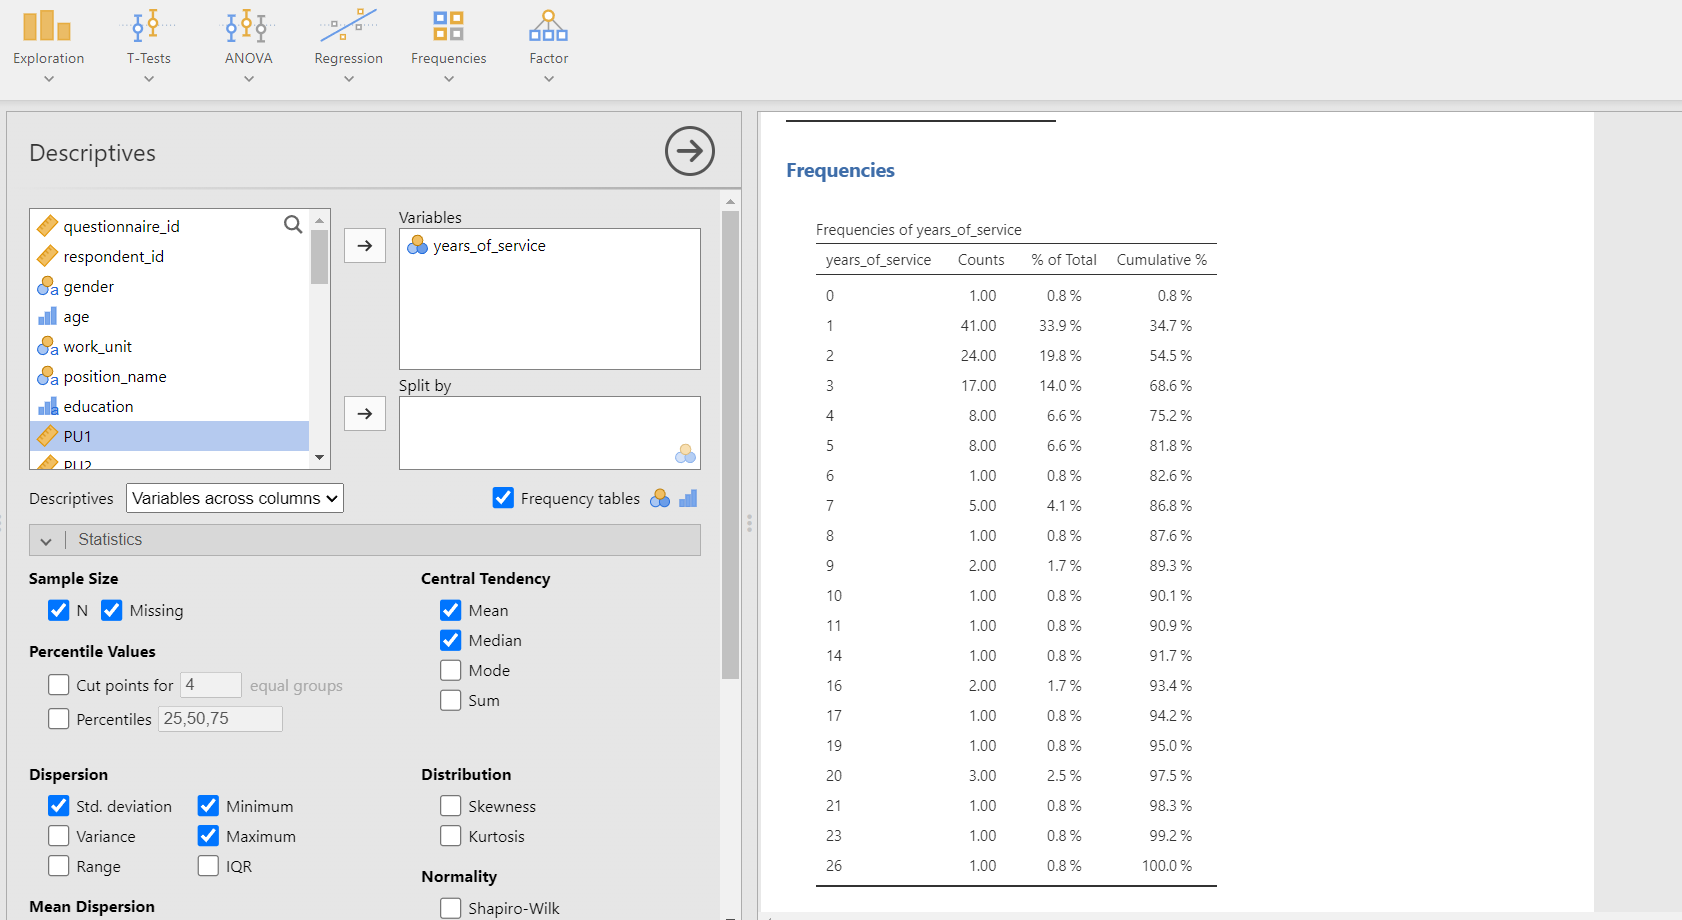 Exploration T-Tests ANOVA Regression Frequencies Factor
Descriptives
questionnaire_id
respondent_id
gender
age
work_unit
position_name
education
PU1
PU2
Variables
years_of_service
Split by
Descriptives Variables across columns Frequency tables
Statistics
Sample Size
N Missing
Percentile Values
Cut points for 4 equal groups
Percentiles 25,50,75
Central Tendency
Mean
Median
Mode
Sum
Dispersion
Std. deviation Minimum
Variance Maximum
Range IQR
Distribution
Skewness
Kurtosis
Mean Dispersion
Normality
Shapiro-Wilk
Frequencies
Frequencies of years_of_service
years_of_service Counts % of Total Cumulative %
0 1.00 0.8 % 0.8 %
1 41.00 33.9 % 34.7 %
2 24.00 19.8 % 54.5 %
3 17.00 14.0 % 68.6 %
4 8.00 6.6 % 75.2 %
5 8.00 6.6 % 81.8 %
6 1.00 0.8 % 82.6 %
7 5.00 4.1 % 86.8 %
8 1.00 0.8 % 87.6 %
9 2.00 1.7 % 89.3 %
10 1.00 0.8 % 90.1 %
11 1.00 0.8 % 90.9 %
14 1.00 0.8 % 91.7 %
16 2.00 1.7 % 93.4 %
17 1.00 0.8 % 94.2 %
19 1.00 0.8 % 95.0 %
20 3.00 2.5 % 97.5 %
21 1.00 0.8 % 98.3 %
23 1.00 0.8 % 99.2 %
26 1.00 0.8 % 100.0 %